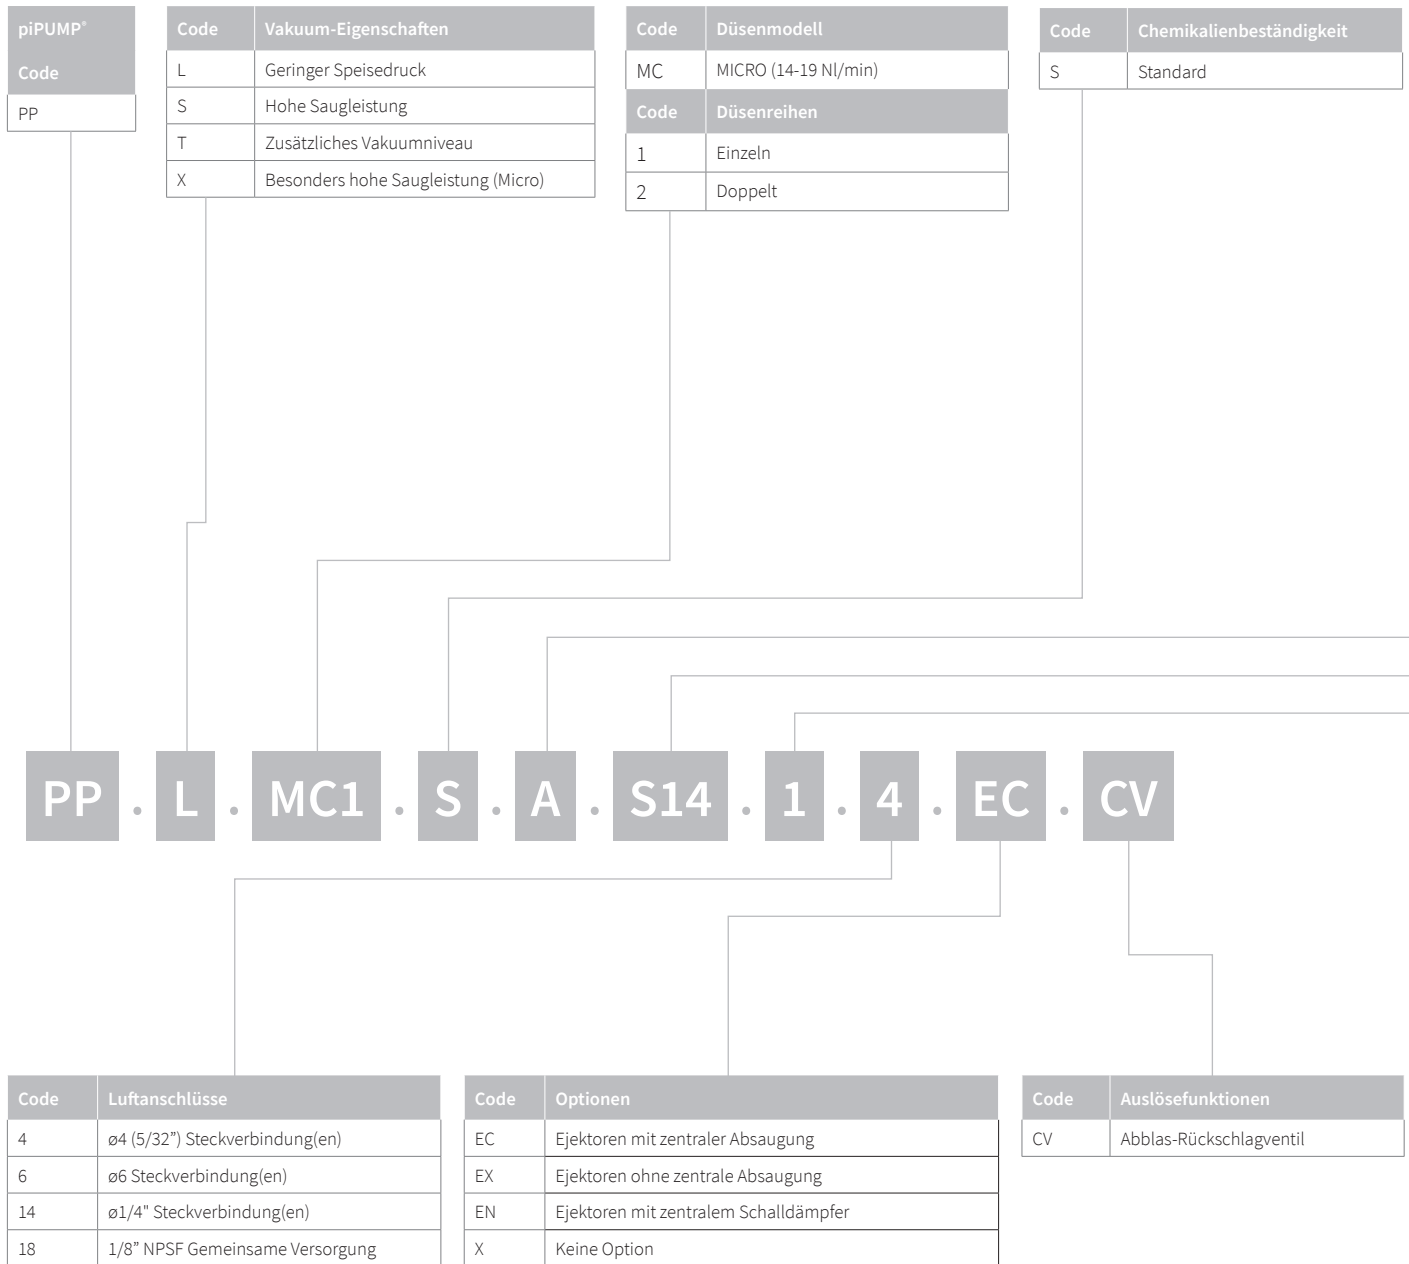 piPUMP®
Code
PP
Code Vakuum-Eigenschaften
L Geringer Speisedruck
S Hohe Saugleistung
T Zusätzliches Vakuumniveau
X Besonders hohe Saugleistung (Micro)
Code Düsenmodell
MC MICRO (14-19 Nl/min)
Code Düsenreihen
1 Einzeln
2 Doppelt
Code Chemikalienbeständigkeit
S Standard
PP . L . MC1 . S . A . S14 . 1 . 4 . EC . CV
Code Luftanschlüsse
4 ø4 (5/32”) Steckverbindung(en)
6 ø6 Steckverbindung(en)
14 ø1/4" Steckverbindung(en)
18 1/8” NPSF Gemeinsame Versorgung
Code Optionen
EC Ejektoren mit zentraler Absaugung
EX Ejektoren ohne zentrale Absaugung
EN Ejektoren mit zentralem Schalldämpfer
X Keine Option
Code Auslösefunktionen
CV Abblas-Rückschlagventil